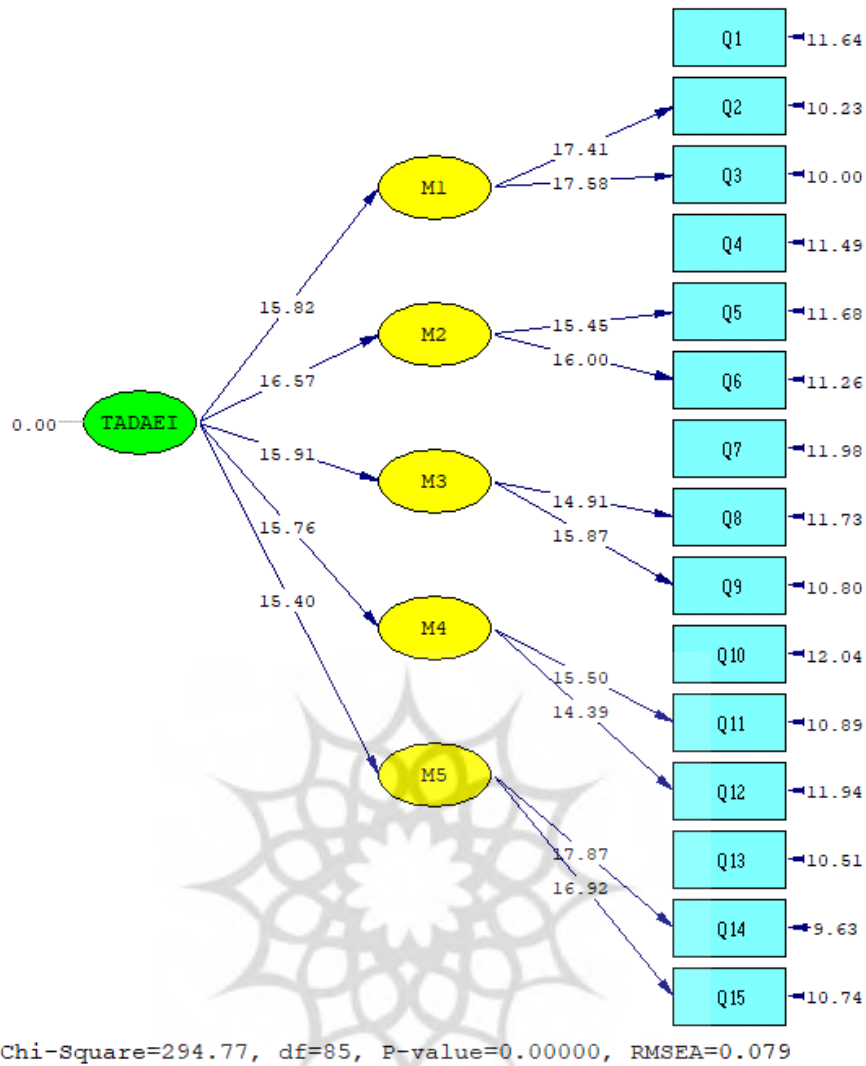 Q1
11.64
Q2
10.23
17.41
M1
Q3
10.00
17.58
Q4
11.49
15.82
Q5
11.68
M2
15.45
16.00
Q6
11.26
16.57
0.00
TADAEI
Q7
11.98
15.91
M3
14.91
Q8
11.73
15.87
15.76
Q9
10.80
15.40
M4
Q10
12.04
15.50
14.39
Q11
10.89
M5
Q12
11.94
17.87
Q13
10.51
16.92
Q14
9.63
Q15
10.74
Chi-Square=294.77, df=85, P-value=0.00000, RMSEA=0.079